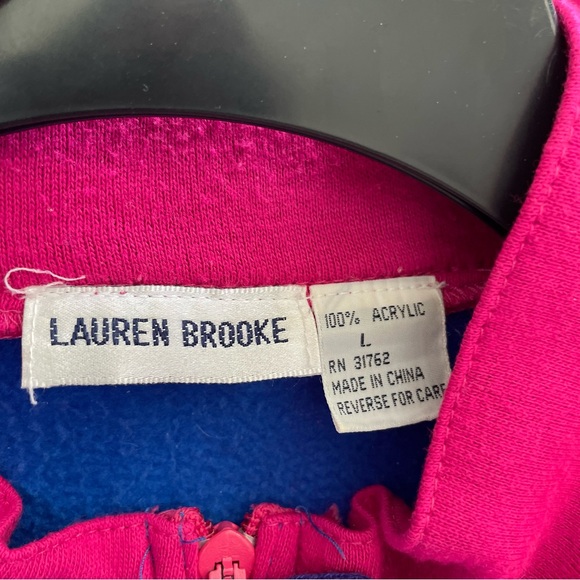 LAUREN BROOKE
100% ACRYLIC
L
RN 31762
MADE IN CHINA
REVERSE FOR CARE